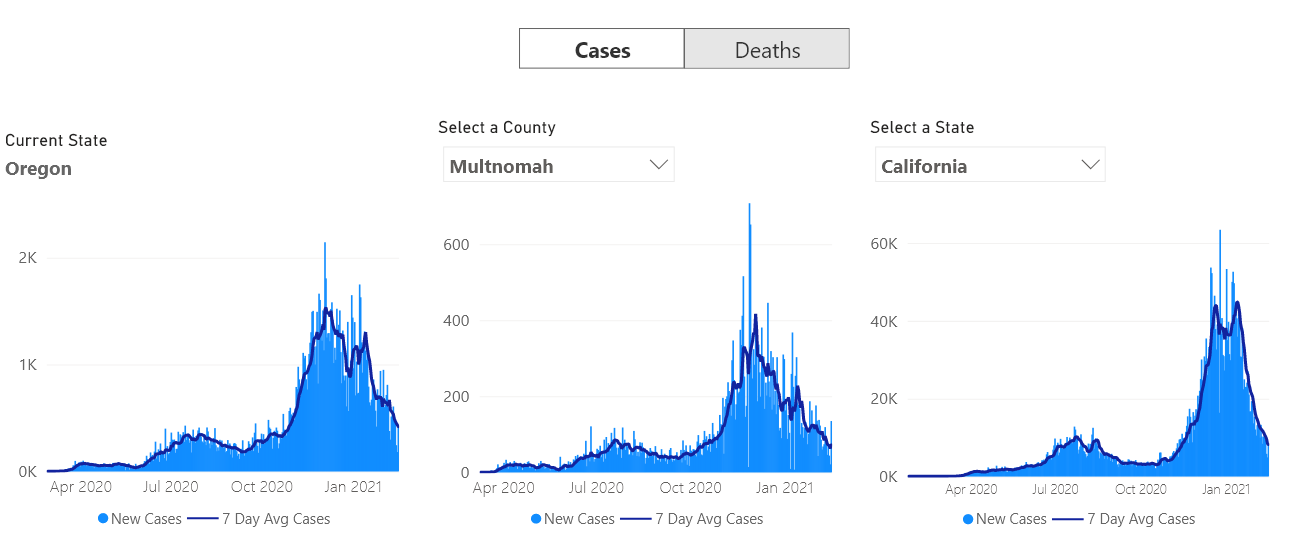 Cases Deaths
Current State
Oregon
2K
1K
0K
Apr 2020 Jul 2020 Oct 2020 Jan 2021
New Cases 7 Day Avg Cases
Select a County
Multnomah
600
400
200
0
Apr 2020 Jul 2020 Oct 2020 Jan 2021
New Cases 7 Day Avg Cases
Select a State
California
60K
40K
20K
0K
Apr 2020 Jul 2020 Oct 2020 Jan 2021
New Cases 7 Day Avg Cases